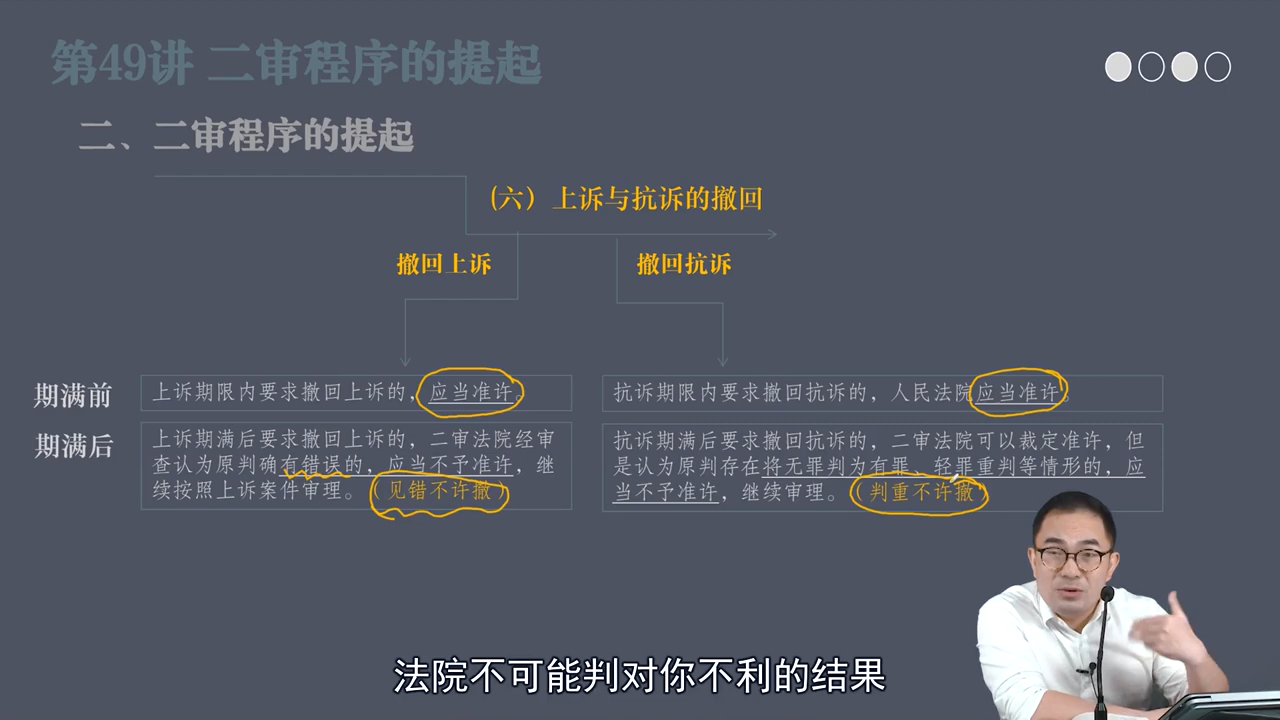 第49讲 二审程序的提起
二、二审程序的提起
（六）上诉与抗诉的撤回
撤回上诉
撤回抗诉
期满前
上诉期限内要求撤回上诉的，应当准许。
抗诉期限内要求撤回抗诉的，人民法院应当准许。
期满后
上诉期满后要求撤回上诉的，二审法院经审
查认为原判确有错误的，应当不予准许，继
续按照上诉案件审理。（见错不许撤）
抗诉期满后要求撤回抗诉的，二审法院可以裁定准许，但
是认为原判存在将无罪判为有罪、轻罪重判等情形的，应
当不予准许，继续审理。（判重不许撤）
法院不可能判对你不利的结果